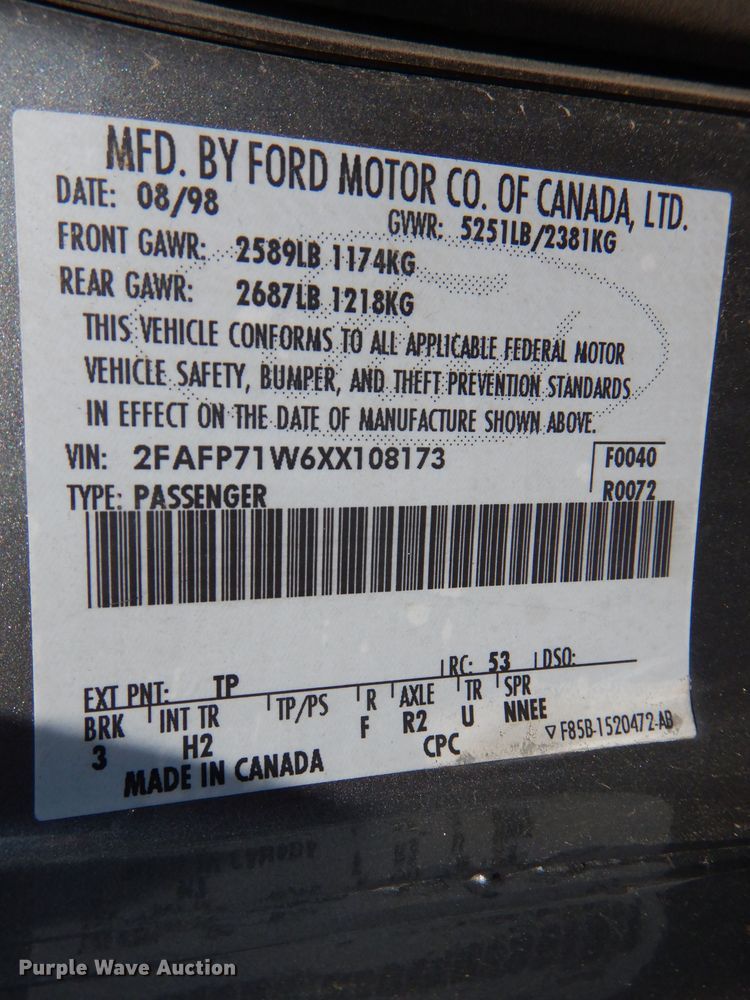 MFD. BY FORD MOTOR CO. OF CANADA, LTD.
DATE: 08/98 GVWR: 5251LB/2381KG
FRONT GAWR: 2589LB 1174KG
REAR GAWR: 2687LB 1218KG
THIS VEHICLE CONFORMS TO ALL APPLICABLE FEDERAL MOTOR
VEHICLE SAFETY, BUMPER, AND THEFT PREVENTION STANDARDS
IN EFFECT ON THE DATE OF MANUFACTURE SHOWN ABOVE.
VIN: 2FAFP71W6XX108173 F0040
TYPE: PASSENGER R0072
EXT PNT: TP RC: 53 DSO:
BRK INT TR TP/PS R AXLE TR SPR
3 H2 F R2 U NNEE
MADE IN CANADA CPC ▽F85B-1520472-AB
Purple Wave Auction